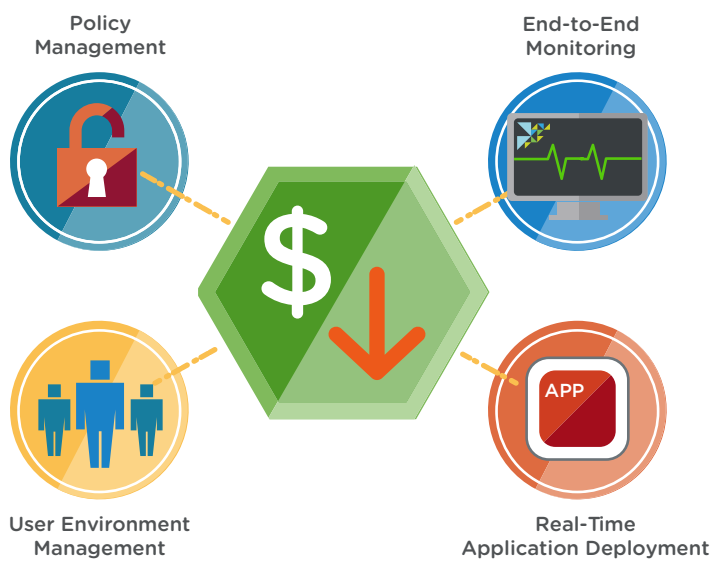 Policy
Management
End-to-End
Monitoring
$
APP
User Environment
Management
Real-Time
Application Deployment